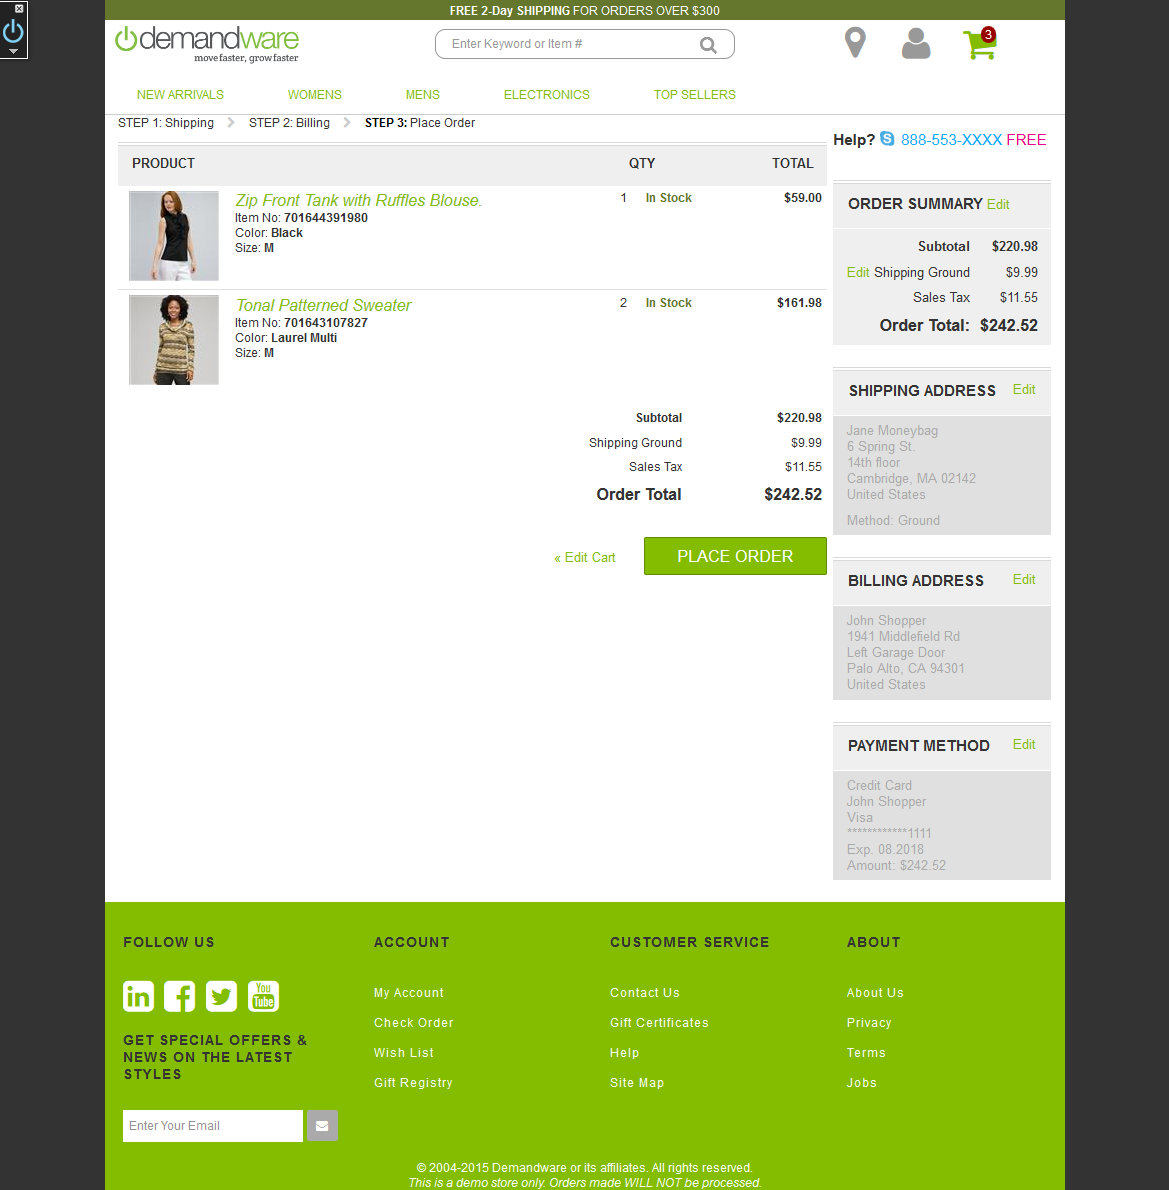 FREE 2-Day SHIPPING FOR ORDERS OVER $300
demandware
move faster, grow faster
Enter Keyword or Item #
3
NEW ARRIVALS WOMENS MENS ELECTRONICS TOP SELLERS
STEP 1: Shipping STEP 2: Billing STEP 3: Place Order
Help? 888-553-XXXX FREE
PRODUCT QTY TOTAL
Zip Front Tank with Ruffles Blouse. 1 In Stock $59.00
Item No: 701644391980
Color: Black
Size: M
Tonal Patterned Sweater 2 In Stock $161.98
Item No: 701643107827
Color: Laurel Multi
Size: M
Subtotal $220.98
Shipping Ground $9.99
Sales Tax $11.55
Order Total $242.52
« Edit Cart PLACE ORDER
ORDER SUMMARY Edit
Subtotal $220.98
Edit Shipping Ground $9.99
Sales Tax $11.55
Order Total: $242.52
SHIPPING ADDRESS Edit
Jane Moneybag
6 Spring St.
14th floor
Cambridge, MA 02142
United States
Method: Ground
BILLING ADDRESS Edit
John Shopper
1941 Middlefield Rd
Left Garage Door
Palo Alto, CA 94301
United States
PAYMENT METHOD Edit
Credit Card
John Shopper
Visa
************1111
Exp. 08.2018
Amount: $242.52
FOLLOW US
in f You Tube
GET SPECIAL OFFERS &
NEWS ON THE LATEST
STYLES
Enter Your Email
ACCOUNT
My Account
Check Order
Wish List
Gift Registry
CUSTOMER SERVICE
Contact Us
Gift Certificates
Help
Site Map
ABOUT
About Us
Privacy
Terms
Jobs
© 2004-2015 Demandware or its affiliates. All rights reserved.
This is a demo store only. Orders made WILL NOT be processed.